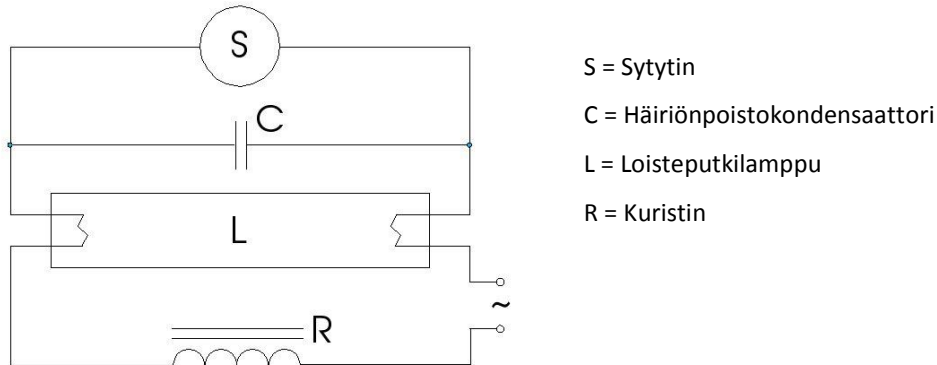 S
C
L
~
R
S = Sytytin
C = Häiriönpoistokondensaattori
L = Loisteputkilamppu
R = Kuristin